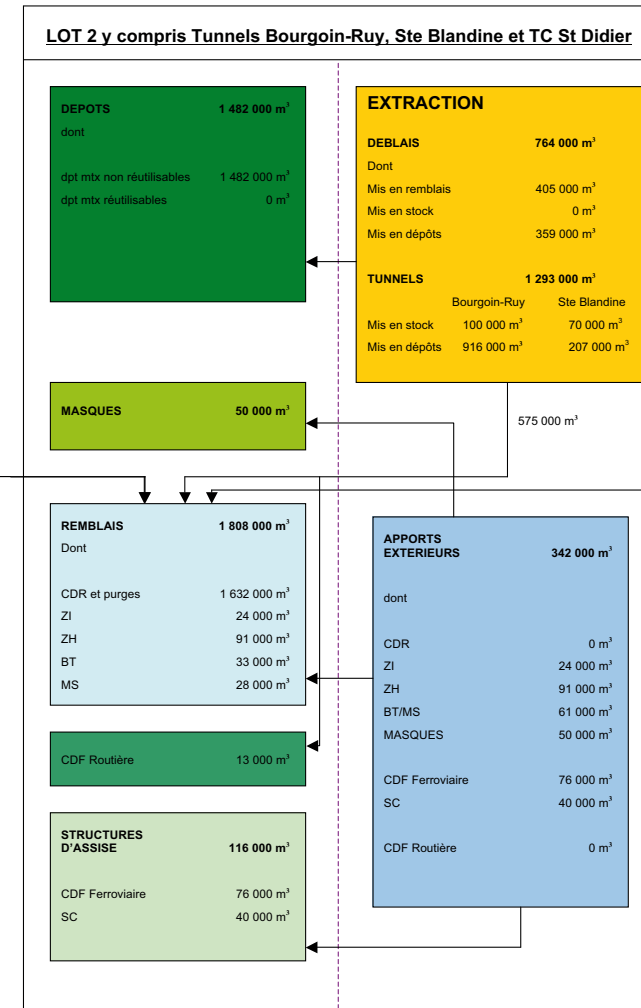 LOT 2 y compris Tunnels Bourgoin-Ruy, Ste Blandine et TC St Didier
DEPOTS 1 482 000 m³
dont
dpt mtx non réutilisables 1 482 000 m³
dpt mtx réutilisables 0 m³
EXTRACTION
DEBLAIS 764 000 m³
Dont
Mis en remblais 405 000 m³
Mis en stock 0 m³
Mis en dépôts 359 000 m³
TUNNELS 1 293 000 m³
Bourgoin-Ruy Ste Blandine
Mis en stock 100 000 m³ 70 000 m³
Mis en dépôts 916 000 m³ 207 000 m³
MASQUES 50 000 m³
575 000 m³
REMBLAIS 1 808 000 m³
Dont
CDR et purges 1 632 000 m³
ZI 24 000 m³
ZH 91 000 m³
BT 33 000 m³
MS 28 000 m³
APPORTS
EXTERIEURS 342 000 m³
dont
CDR 0 m³
ZI 24 000 m³
ZH 91 000 m³
BT/MS 61 000 m³
MASQUES 50 000 m³
CDF Ferroviaire 76 000 m³
SC 40 000 m³
CDF Routière 0 m³
CDF Routière 13 000 m³
STRUCTURES
D'ASSISE 116 000 m³
CDF Ferroviaire 76 000 m³
SC 40 000 m³